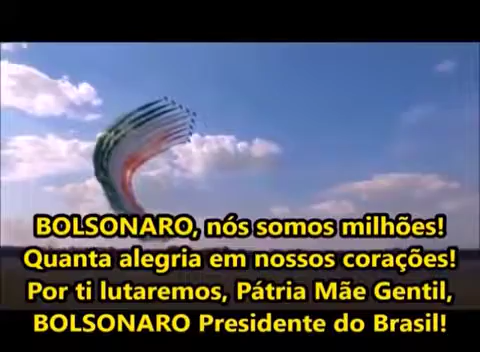 BOLSONARO, nós somos milhões!
Quanta alegria em nossos corações!
Por ti lutaremos, Pátria Mãe Gentil,
BOLSONARO Presidente do Brasil!